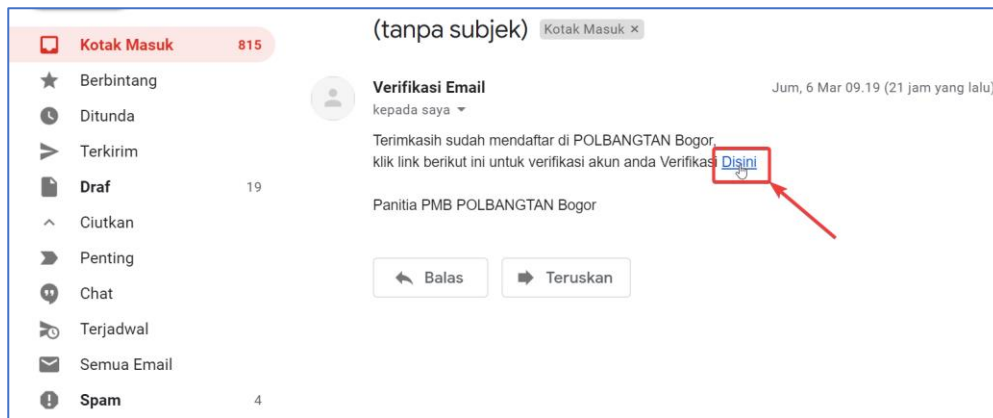 (tanpa subjek) Kotak Masuk ×
Kotak Masuk 815
Berbintang
Ditunda
Terkirim
Draf 19
Ciutkan
Penting
Chat
Terjadwal
Semua Email
Spam 4
Verifikasi Email Jum, 6 Mar 09.19 (21 jam yang lalu)
kepada saya
Terimkasih sudah mendaftar di POLBANGTAN Bogor,
klik link berikut ini untuk verifikasi akun anda Verifikasi Disini
Panitia PMB POLBANGTAN Bogor
Balas Teruskan